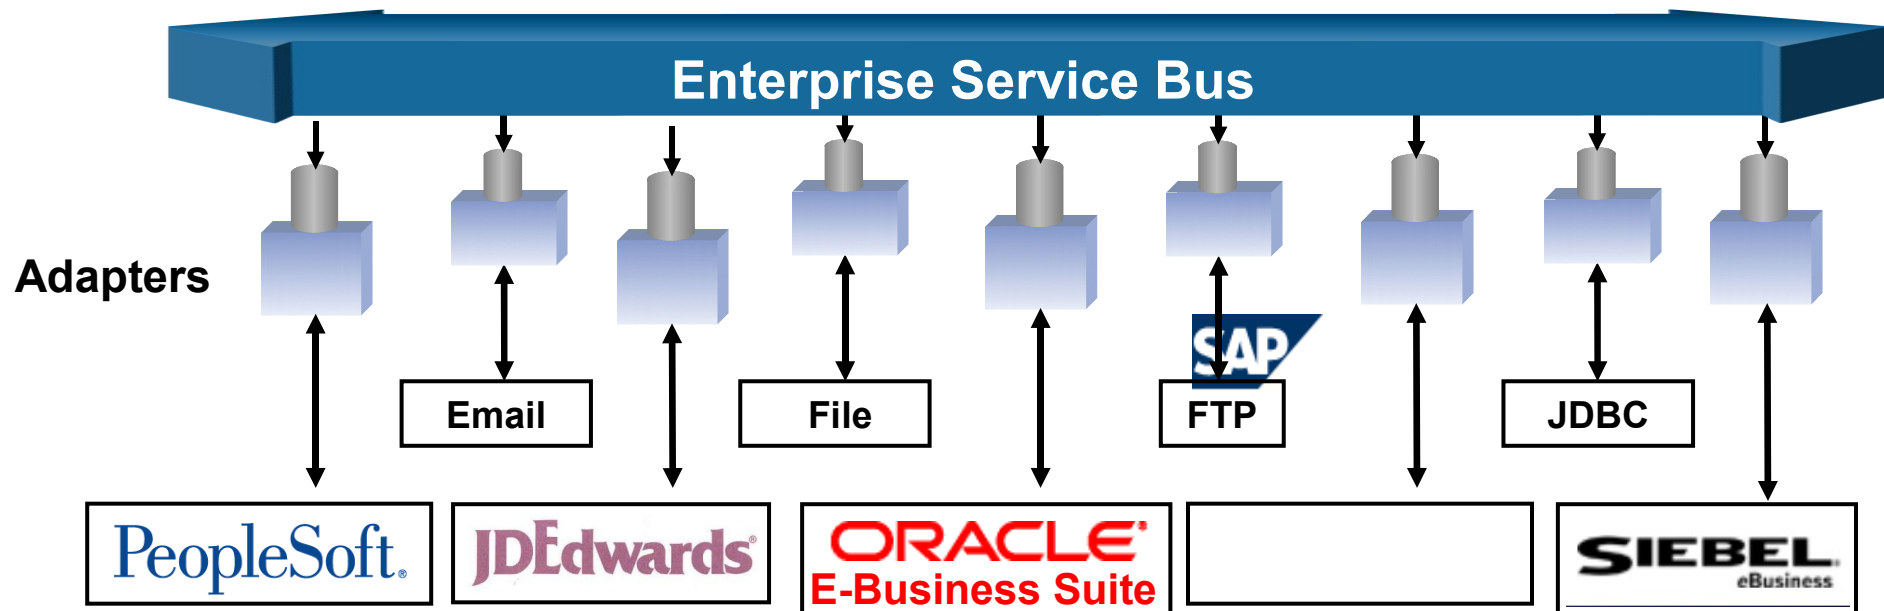 Enterprise Service Bus
Adapters
SAP
Email
File
FTP
JDBC
PeopleSoft.
JDEdwards®
ORACLE®
E-Business Suite
SIEBEL.
eBusiness